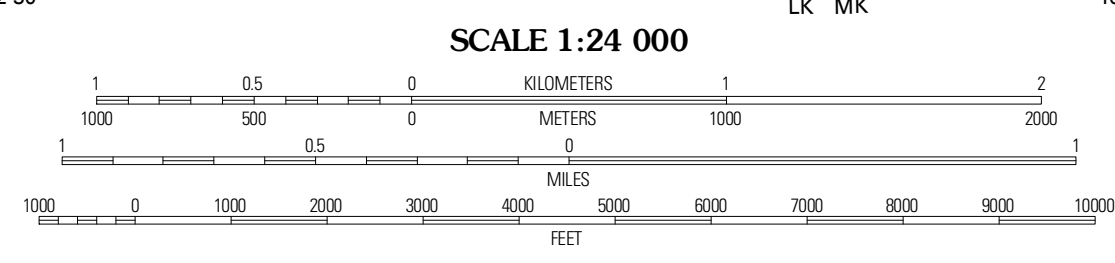 LK MK
SCALE 1:24 000
1 0.5 0 KILOMETERS 1 2
1000 500 0 METERS 1000 2000
1 0.5 0 1
MILES
1000 0 1000 2000 3000 4000 5000 6000 7000 8000 9000 10000
FEET